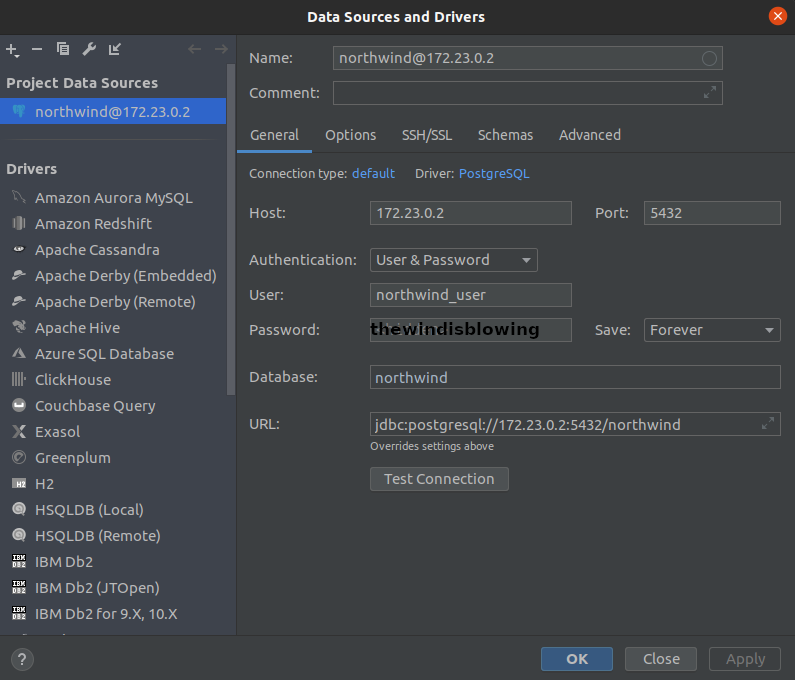 Data Sources and Drivers
Project Data Sources
northwind@172.23.0.2
Drivers
Amazon Aurora MySQL
Amazon Redshift
Apache Cassandra
Apache Derby (Embedded)
Apache Derby (Remote)
Apache Hive
Azure SQL Database
ClickHouse
Couchbase Query
Exasol
Greenplum
H2
HSQLDB (Local)
HSQLDB (Remote)
IBM Db2
IBM Db2 (JTOpen)
IBM Db2 for 9.X, 10.X
Name: northwind@172.23.0.2
Comment:
General Options SSH/SSL Schemas Advanced
Connection type: default Driver: PostgreSQL
Host: 172.23.0.2 Port: 5432
Authentication: User & Password
User: northwind_user
Password: thewindisblowing Save: Forever
Database: northwind
URL: jdbc:postgresql://172.23.0.2:5432/northwind
Overrides settings above
Test Connection
? OK Close Apply